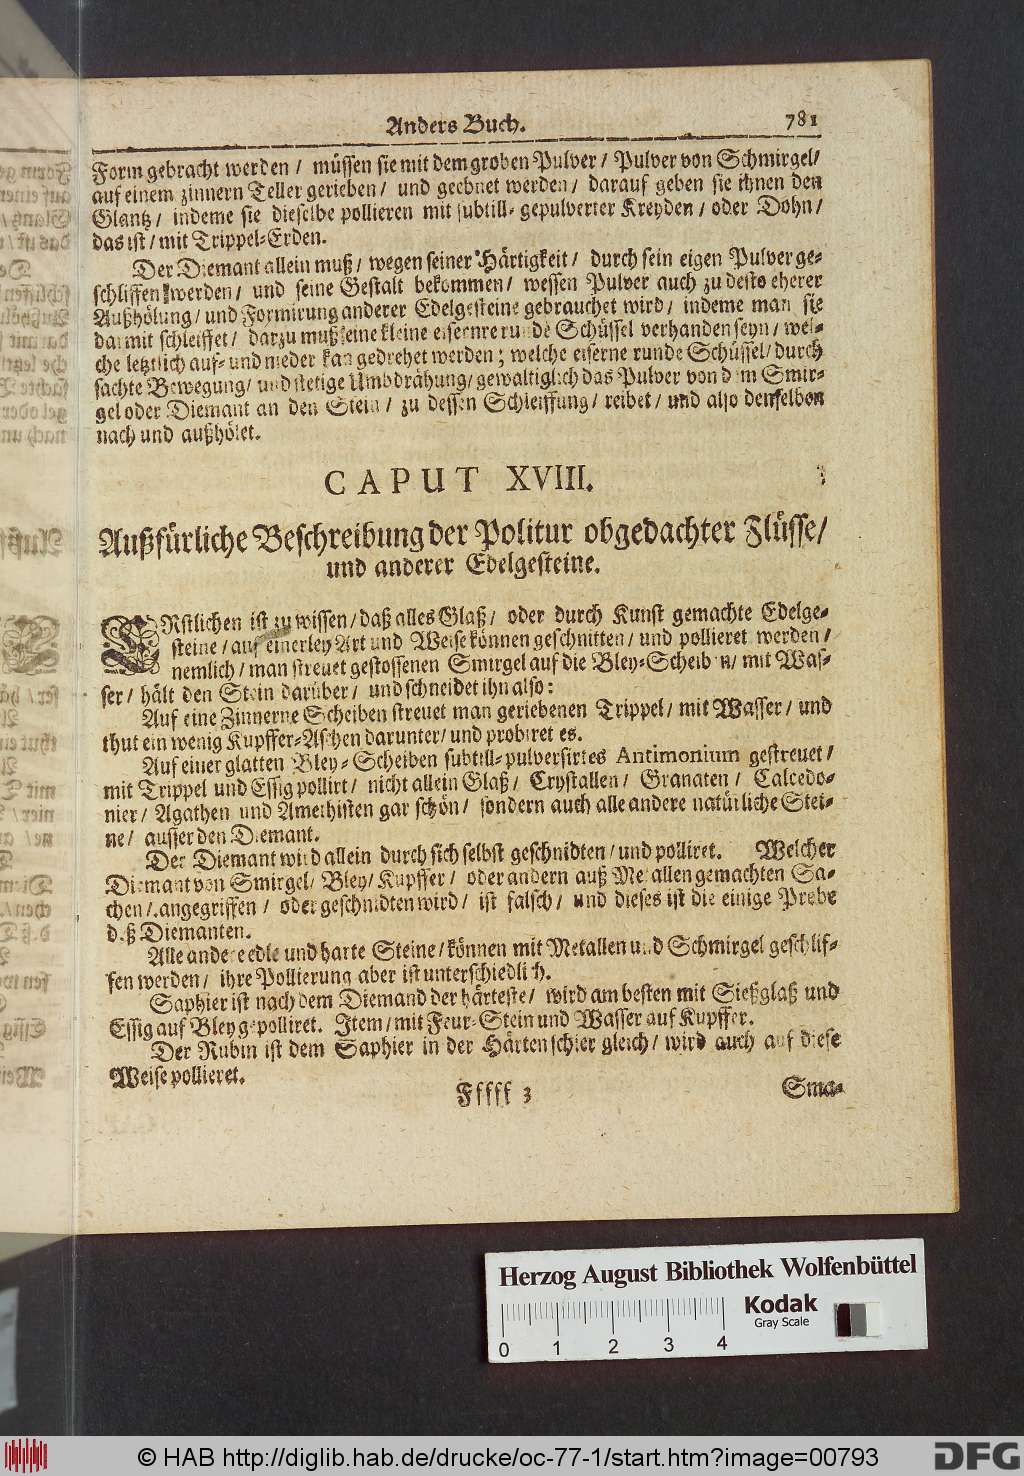 Anders Buch. 781
Form gebracht werden / müssen sie mit dem groben Pulver / Pulver von Schmirgel /
auf einem zinnern Teller gerieben / und geebnet werden / darauf geben sie ihnen den
Glantz / indeme sie dieselbe pollieren mit subtill-gepulverter Kreyden / oder Dohn /
das ist / mit Trippel-Erden.
Der Diemant allein muß / wegen seiner Härtigkeit / durch sein eigen Pulver ge-
schliffen werden / und seine Gestalt bekommen / wessen Pulver auch zu desto eherer
Außhölung / und Formirung anderer Edelgesteine gebrauchet wird / indeme man sie
darmit schleiffet / darzu muß seine kleine eisernre runde Schüssel verhanden seyn / wel-
che letztlich auf- und nieder kan gedrehet werden ; welche eiserne runde Schüssel / durch
sachte Bewegung / und stetige Umbdrähung / gewaltiglich das Pulver von dem Smir-
gel oder Diemant an den Stein / zu dessen Schleiffung / reibet / und also denselben
nach und außhölet.
CAPUT XVIII.
Außfürliche Beschreibung der Politur obgedachter Flüsse /
und anderer Edelgesteine.
ERstlichen ist zu wissen / daß alles Glaß / oder durch Kunst gemachte Edelge-
steine / auf einerley Art und Weise können geschnitten / und pollieret werden /
nemlich / man streuet gestossenen Smirgel auf die Bley-Scheiben / mit Was-
ser / hält den Stein darüber / und schneidet ihn also :
Auf eine Zinnerne Scheiben streuet man geriebenen Trippel / mit Wasser / und
thut ein wenig Kupffer-Aschen darunter / und probiret es.
Auf einer glatten Bley-Scheiben subtill-pulversirtes Antimonium gestreuet /
mit Trippel und Essig pollirt / nicht allein Glaß / Crystallen / Granaten / Calcedo-
nier / Agathen und Amethisten gar schön / sondern auch alle andere natürliche Stei-
ne / ausser den Diemant.
Der Diemant wird allein durch sich selbst geschnidten / und polliret. Welcher
Diemant von Smirgel / Bley / Kupffer / oder andern auß Metallen gemachten Sa-
chen / angegriffen / oder geschnidten wird / ist falsch / und dieses ist die einige Probe
deß Diemanten.
Alle andere edle und harte Steine / können mit Metallen und Schmirgel geschlif-
fen werden / ihre Pollierung aber ist unterschiedlich.
Saphier ist nach dem Diemand der härteste / wird am besten mit Sießglaß und
Essig auf Bley gepolliret. Item / mit Feur-Stein und Wasser auf Kupffer.
Der Rubin ist dem Saphier in der Härten schier gleich / wird auch auf diese
Weise pollieret.
Fffff 3 Sma-
Herzog August Bibliothek Wolfenbüttel
Kodak
Gray Scale
0 1 2 3 4
© HAB http://diglib.hab.de/drucke/oc-77-1/start.htm?image=00793
DFG